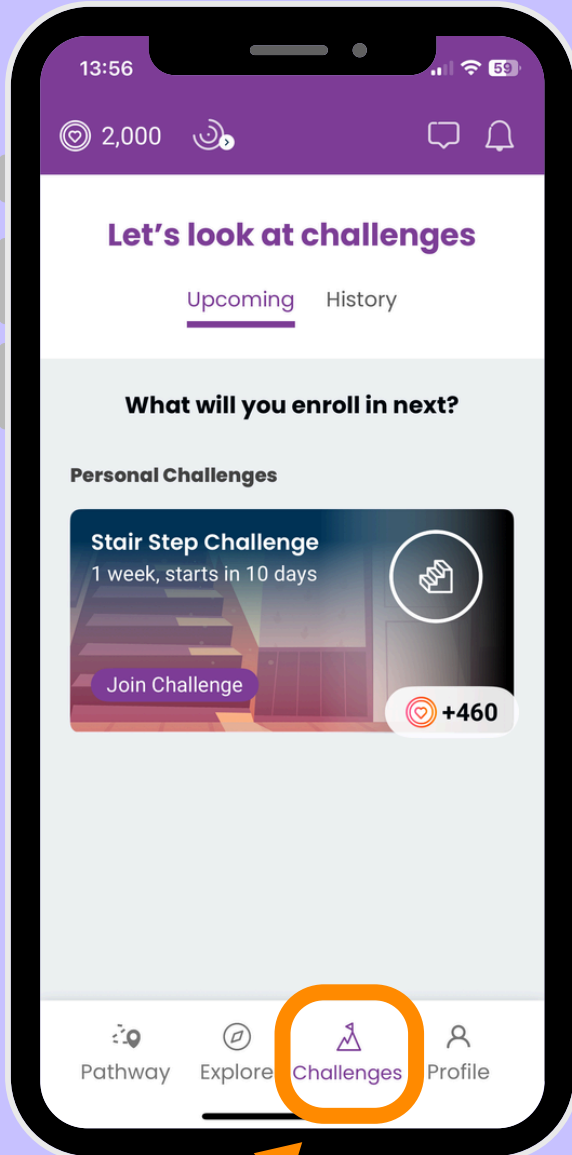 13:56
59
2,000
Let's look at challenges
Upcoming History
What will you enroll in next?
Personal Challenges
Stair Step Challenge
1 week, starts in 10 days
Join Challenge
+460
Pathway Explore Challenges Profile